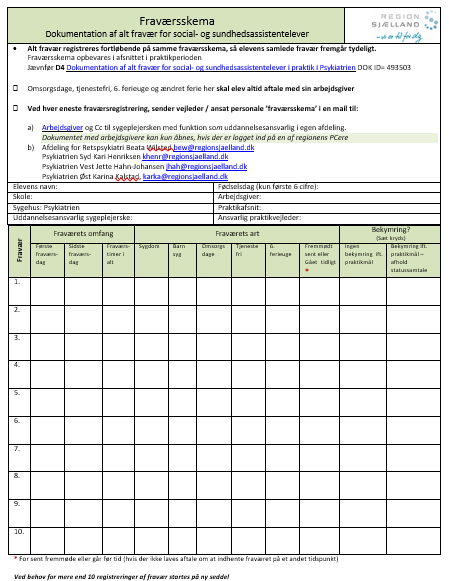 Fraværsskema
Dokumentation af alt fravær for social- og sundhedsassistentelever
REGION
SJÆLLAND
- vi er til for dig
• Alt fravær registreres fortløbende på samme fraværsskema, så elevens samlede fravær fremgår tydeligt.
Fraværsskema opbevares i afsnittet i praktikperioden
Jævnfør D4 Dokumentation af alt fravær for social- og sundhedsassistentelever i praktik i Psykiatrien DOK ID= 493503
Omsorgsdage, tjenestefri, 6. ferieuge og ændret ferie her skal elev altid aftale med sin arbejdsgiver
Ved hver eneste fraværsregistrering, sender vejleder / ansat personale 'fraværsskema' i en mail til:
a) Arbejdsgiver og Cc til sygeplejersken med funktion som uddannelsesansvarlig i egen afdeling.
Dokumentet med arbejdsgivere kan kun åbnes, hvis der er logget ind på en af regionens PCere
b) Afdeling for Retspsykiatri Beata bew@regionsjaelland.dk
Psykiatrien Syd Kari Henriksen khenr@regionsjaelland.dk
Psykiatrien Vest Jette Hahn-Johansen jhah@regionsjaelland.dk
Psykiatrien Øst Karina Kalstad, karka@regionsjaelland.dk
Elevens navn: Fødselsdag (kun første 6 cifre):
Skole: Arbejdsgiver:
Sygehus: Psykiatrien Praktikafsnit:
Uddannelsesansvarlig sygeplejerske: Ansvarlig praktikvejleder:
Fravær
Fraværets omfang Fraværets art Bekymring?
(Sæt kryds)
Første fraværs-dag
Sidste fraværs-dag
Fraværs-timer i alt
Sygdom
Barn syg
Omsorgs dage
Tjeneste fri
6. ferieuge
Fremmødt sent eller Gået tidligt *
Ingen bekymring ift. praktikmål
Bekymring ift. praktikmål – afhold statussamtale
1.
2.
3.
4.
5.
6.
7.
8.
9.
10.
* For sent fremmøde eller går før tid (hvis der ikke laves aftale om at indhente fraværet på et andet tidspunkt)
Ved behov for mere end 10 registreringer af fravær startes på ny seddel